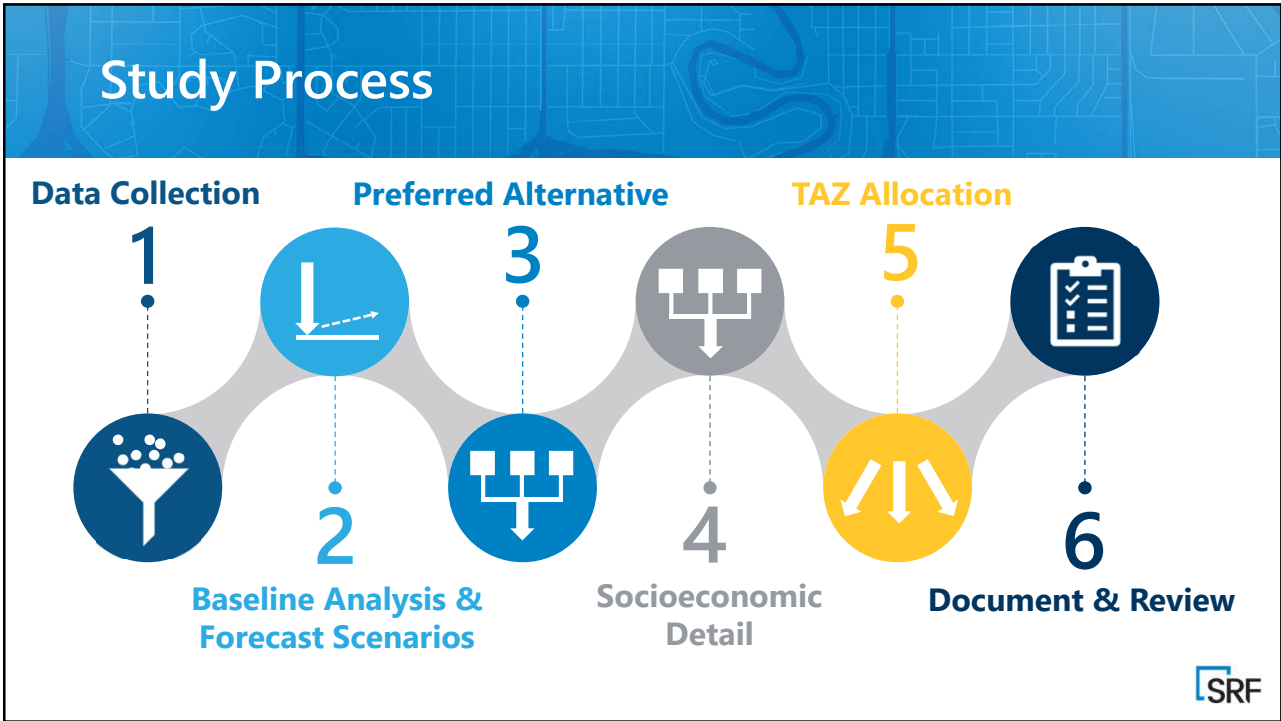 Study Process
Data Collection
1
2
Baseline Analysis &
Forecast Scenarios
Preferred Alternative
3
4
Socioeconomic
Detail
TAZ Allocation
5
6
Document & Review
SRF